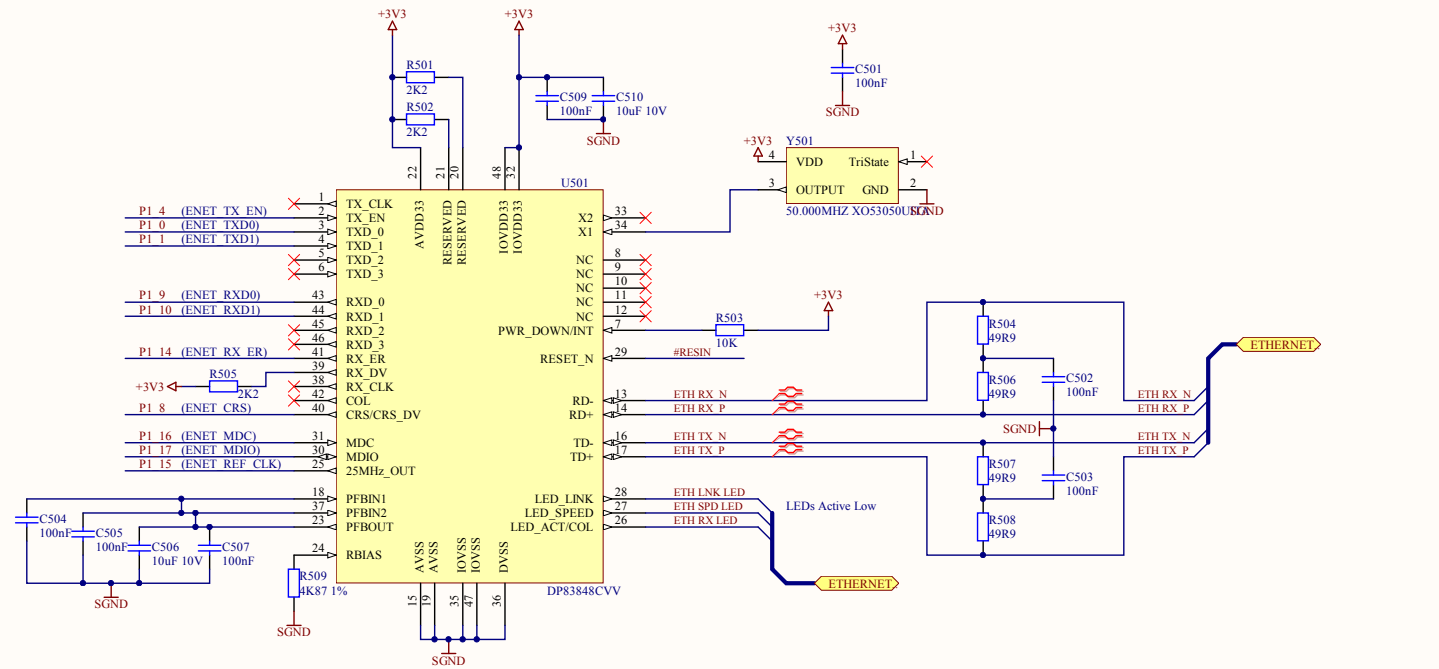 +3V3
+3V3
+3V3
R501
2K2
R502
2K2
C509
100nF
C510
10uF 10V
SGND
C501
100nF
SGND
+3V3
Y501
4
VDD
TriState
1
3
OUTPUT
GND
2
50.000MHZ XO53050UITA
SGND
22
21
20
48
32
U501
AVDD33
RESERVED
RESERVED
IOVDD33
IOVDD33
1
TX_CLK
P1_4 (ENET_TX_EN)
2
TX_EN
P1_0 (ENET_TXD0)
3
TXD_0
P1_1 (ENET_TXD1)
4
TXD_1
5
TXD_2
6
TXD_3
P1_9 (ENET_RXD0)
43
RXD_0
P1_10 (ENET_RXD1)
44
RXD_1
45
RXD_2
46
RXD_3
P1_14 (ENET_RX_ER)
41
RX_ER
39
RX_DV
+3V3
R505
2K2
38
RX_CLK
42
COL
P1_8 (ENET_CRS)
40
CRS/CRS_DV
P1_16 (ENET_MDC)
31
MDC
P1_17 (ENET_MDIO)
30
MDIO
P1_15 (ENET_REF_CLK)
25
25MHz_OUT
18
PFBIN1
37
PFBIN2
23
PFBOUT
24
RBIAS
X2
33
X1
34
NC
8
NC
9
NC
10
NC
11
NC
12
PWR_DOWN/INT
7
R503
10K
+3V3
RESET_N
29
#RESIN
RD-
13
ETH RX_N
RD+
14
ETH RX_P
TD-
16
ETH TX_N
TD+
17
ETH TX_P
LED_LINK
28
ETH LNK LED
LED_SPEED
27
ETH SPD LED
LED_ACT/COL
26
ETH RX LED
LEDs Active Low
ETHERNET
R504
49R9
R506
49R9
C502
100nF
SGND
R507
49R9
C503
100nF
R508
49R9
ETH RX_N
ETH RX_P
ETH TX_N
ETH TX_P
ETHERNET
C504
100nF
C505
100nF
C506
10uF 10V
C507
100nF
SGND
R509
4K87 1%
SGND
AVSS
AVSS
IOVSS
IOVSS
DVSS
DP83848CVV
15
19
35
47
36
SGND